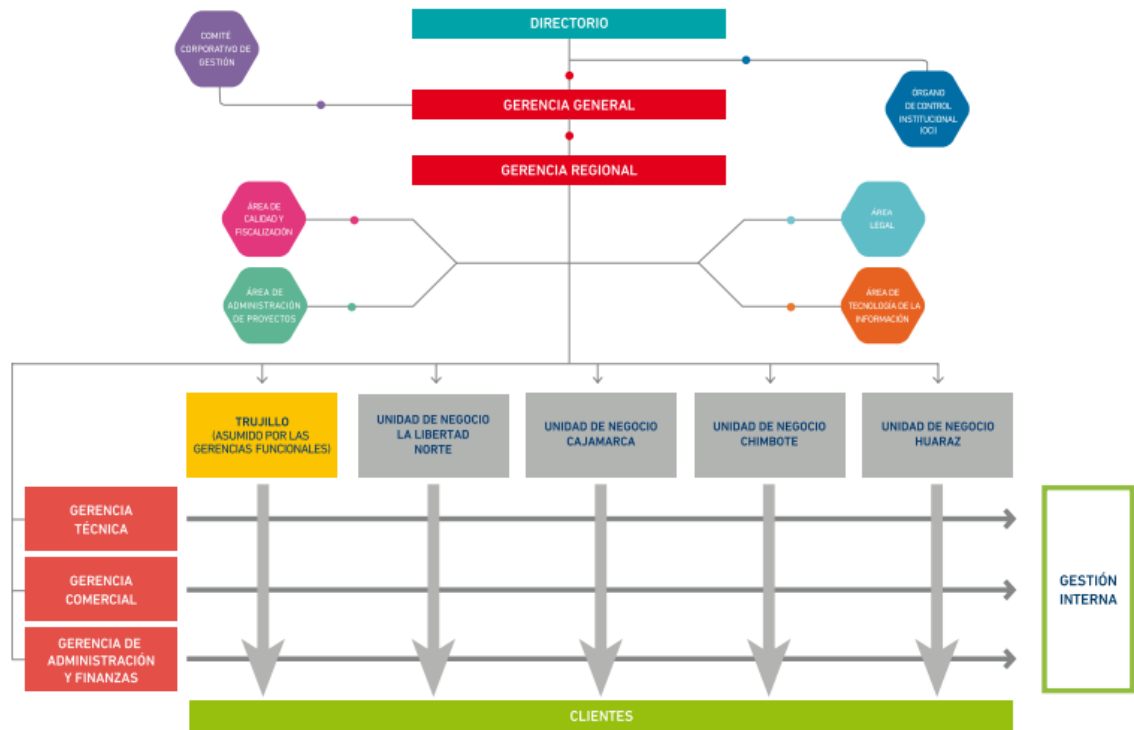 DIRECTORIO
COMITÉ
CORPORATIVO DE
GESTIÓN
GERENCIA GENERAL
ÓRGANO
DE CONTROL
INSTITUCIONAL
(OCI)
GERENCIA REGIONAL
ÁREA DE
CALIDAD Y
FISCALIZACIÓN
ÁREA
LEGAL
ÁREA DE
ADMINISTRACIÓN
DE PROYECTOS
ÁREA DE
TECNOLOGÍA DE LA
INFORMACIÓN
TRUJILLO
(ASUMIDO POR LAS
GERENCIAS FUNCIONALES)
UNIDAD DE NEGOCIO
LA LIBERTAD
NORTE
UNIDAD DE NEGOCIO
CAJAMARCA
UNIDAD DE NEGOCIO
CHIMBOTE
UNIDAD DE NEGOCIO
HUARAZ
GERENCIA
TÉCNICA
GERENCIA
COMERCIAL
GERENCIA DE
ADMINISTRACIÓN
Y FINANZAS
GESTIÓN
INTERNA
CLIENTES